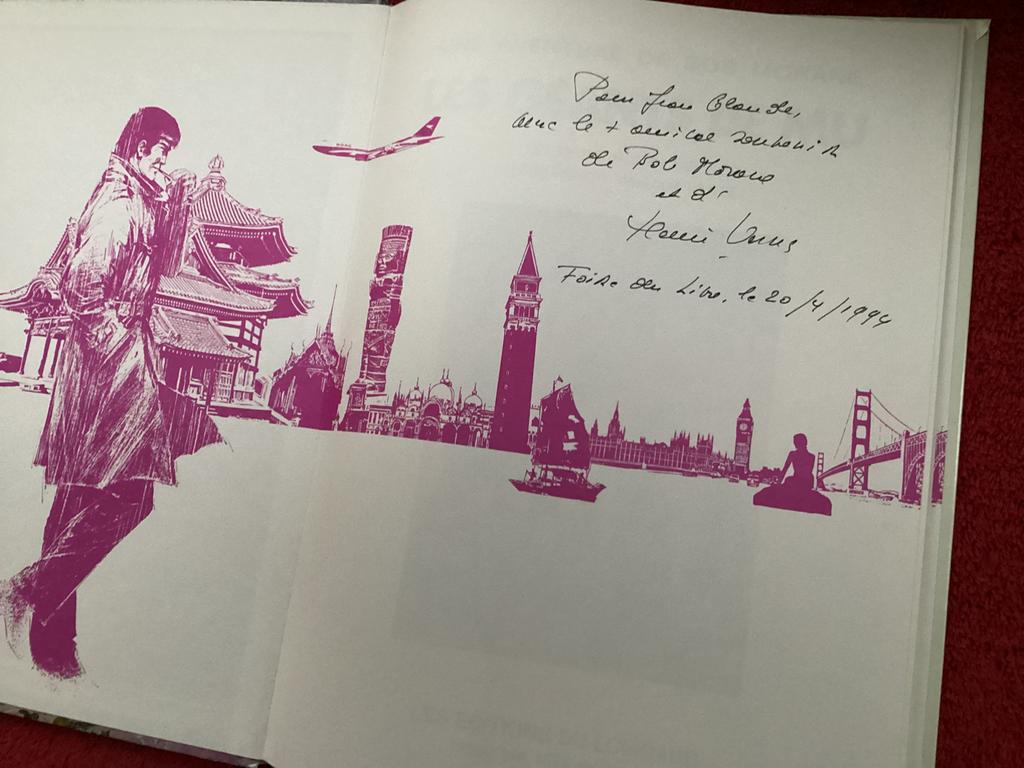 Pour Jean Claude,
avec le + amical souvenir
de Bob Morane
et d'
Henri Vernes
Foire du Livre, le 20/4/1994